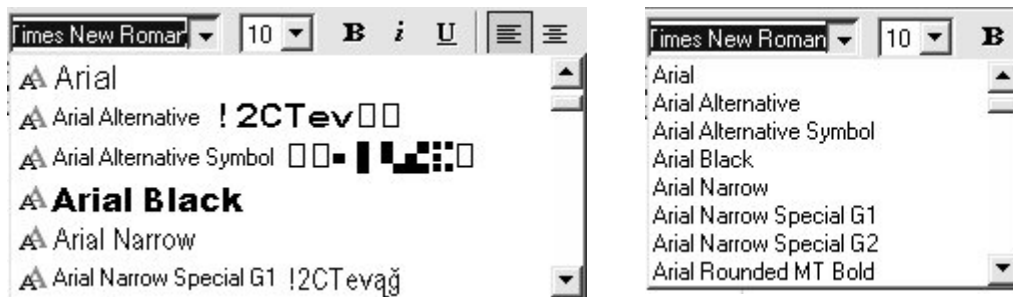 Times New Roman 10 B i U
Arial
Arial Alternative !2CTev
Arial Alternative Symbol
Arial Black
Arial Narrow
Arial Narrow Special G1 !2CTevąğ
Times New Roman 10 B
Arial
Arial Alternative
Arial Alternative Symbol
Arial Black
Arial Narrow
Arial Narrow Special G1
Arial Narrow Special G2
Arial Rounded MT Bold